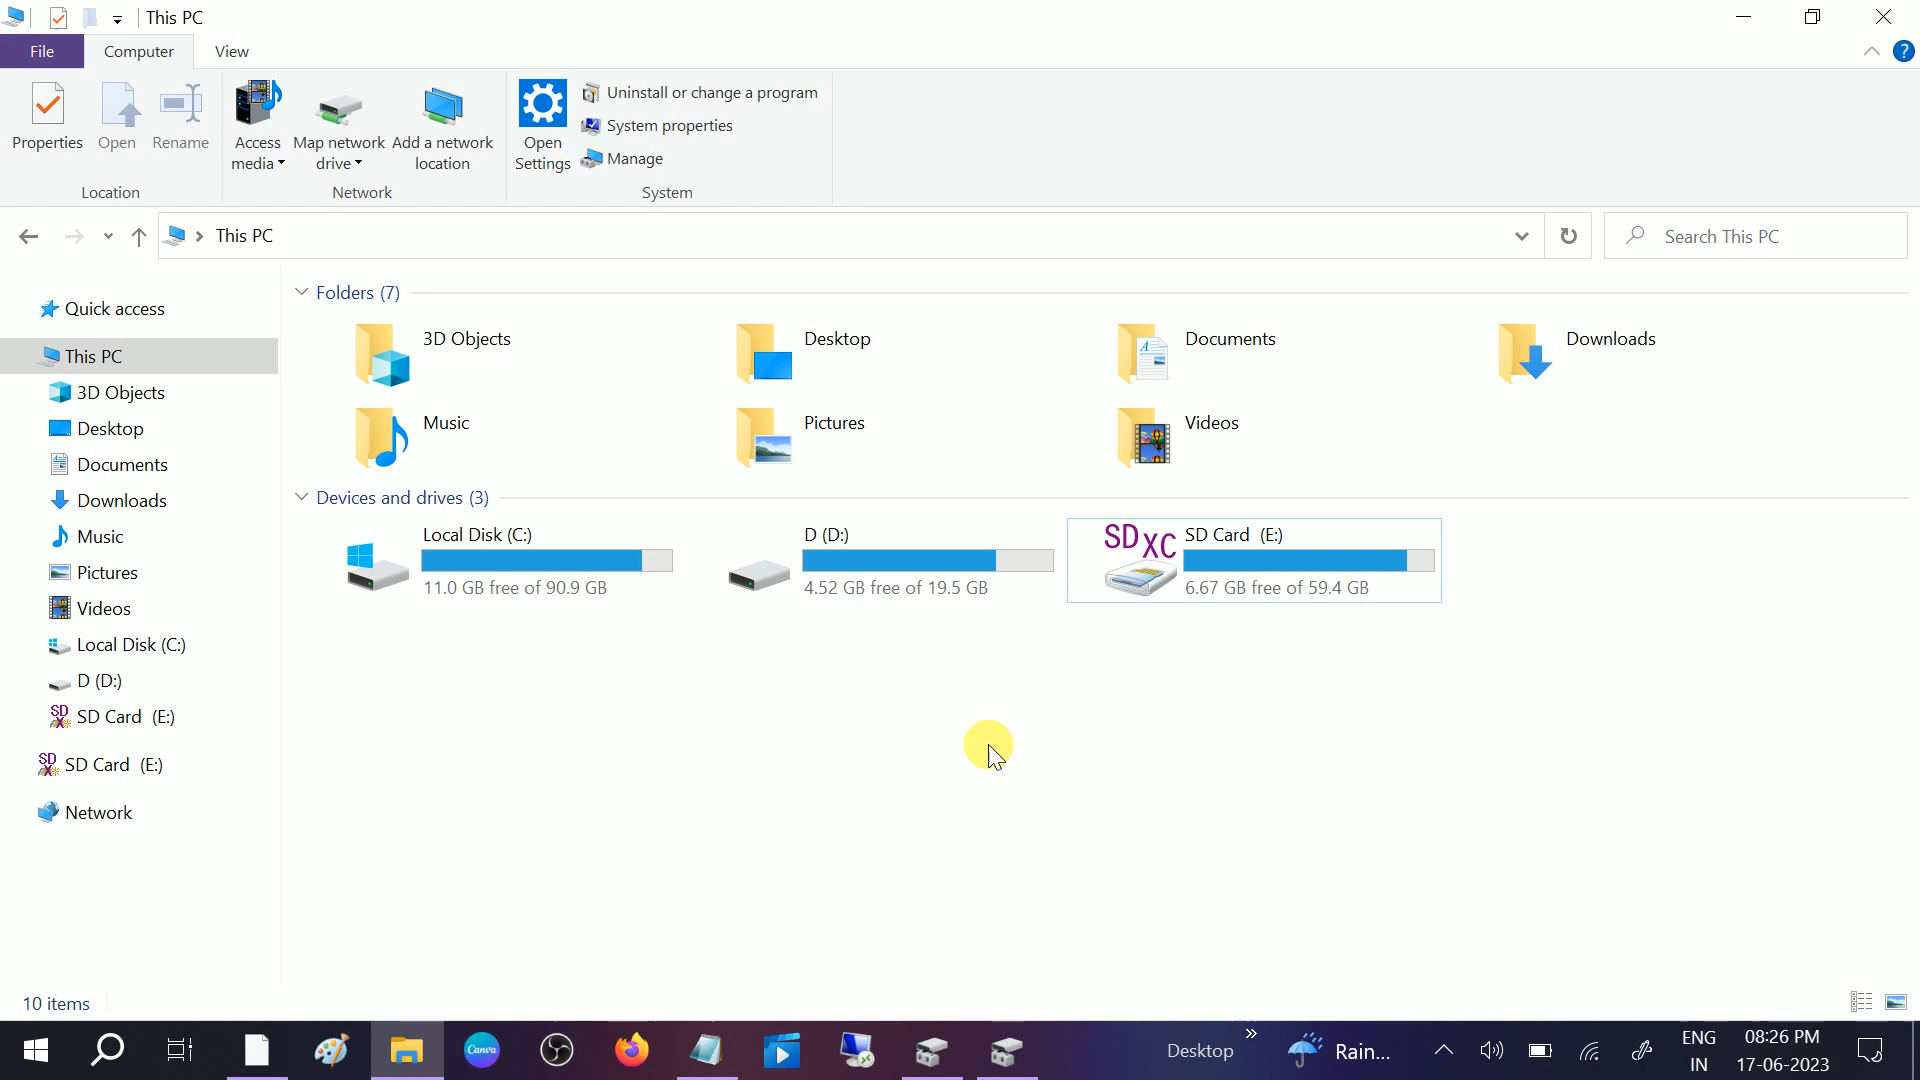 This PC
File
Computer
View
Properties
Open
Rename
Access
media
Map network
drive
Add a network
location
Open
Settings
Uninstall or change a program
System properties
Manage
Location
Network
System
This PC
Search This PC
Quick access
This PC
3D Objects
Desktop
Documents
Downloads
Music
Pictures
Videos
Local Disk (C:)
D (D:)
SD Card (E:)
SD Card (E:)
Network
Folders (7)
3D Objects
Desktop
Documents
Downloads
Music
Pictures
Videos
Devices and drives (3)
Local Disk (C:)
11.0 GB free of 90.9 GB
D (D:)
4.52 GB free of 19.5 GB
SD XC
SD Card (E:)
6.67 GB free of 59.4 GB
10 items
Canva
Desktop
Rain...
ENG
IN
08:26 PM
17-06-2023